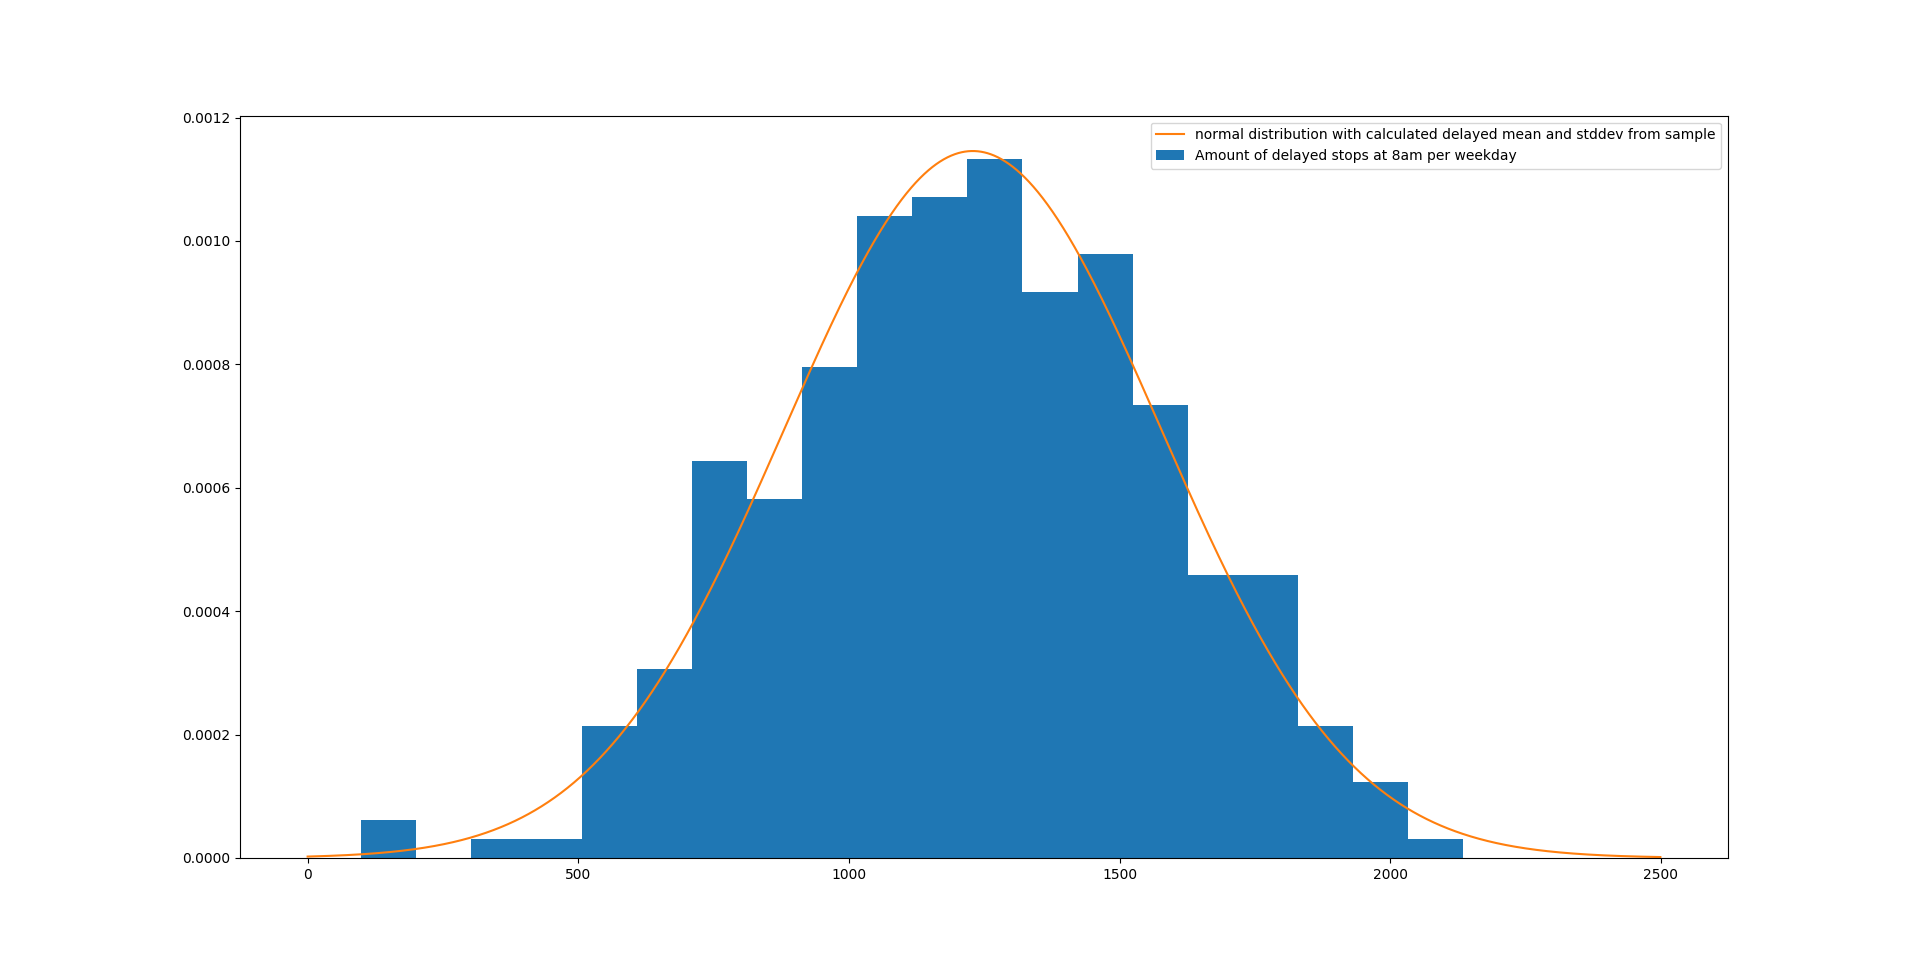 0.0012
0.0010
0.0008
0.0006
0.0004
0.0002
0.0000
normal distribution with calculated delayed mean and stddev from sample
Amount of delayed stops at 8am per weekday
0 500 1000 1500 2000 2500